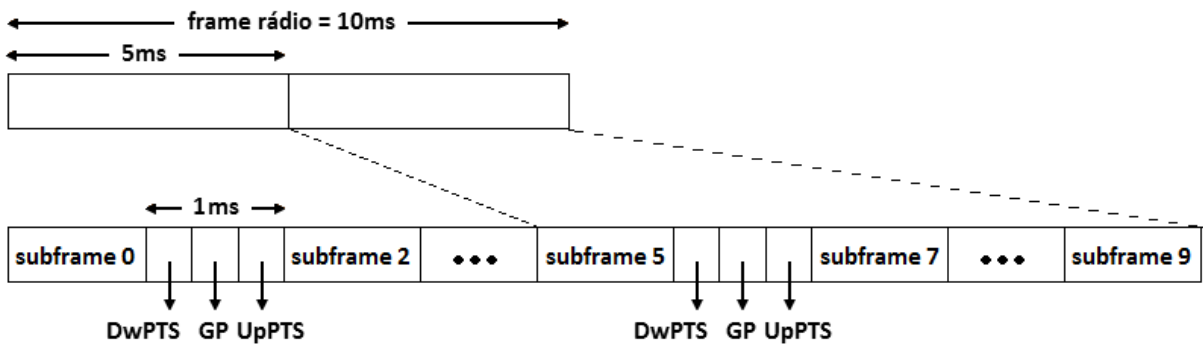 frame rádio = 10ms
5ms
1ms
subframe 0 subframe 2 ••• subframe 5 subframe 7 ••• subframe 9
DwPTS GP UpPTS DwPTS GP UpPTS